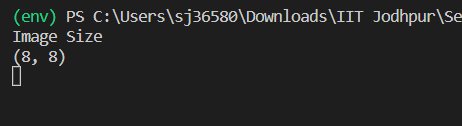 (env) PS C:\Users\sj36580\Downloads\IIT Jodhpur\Se
Image Size
(8, 8)